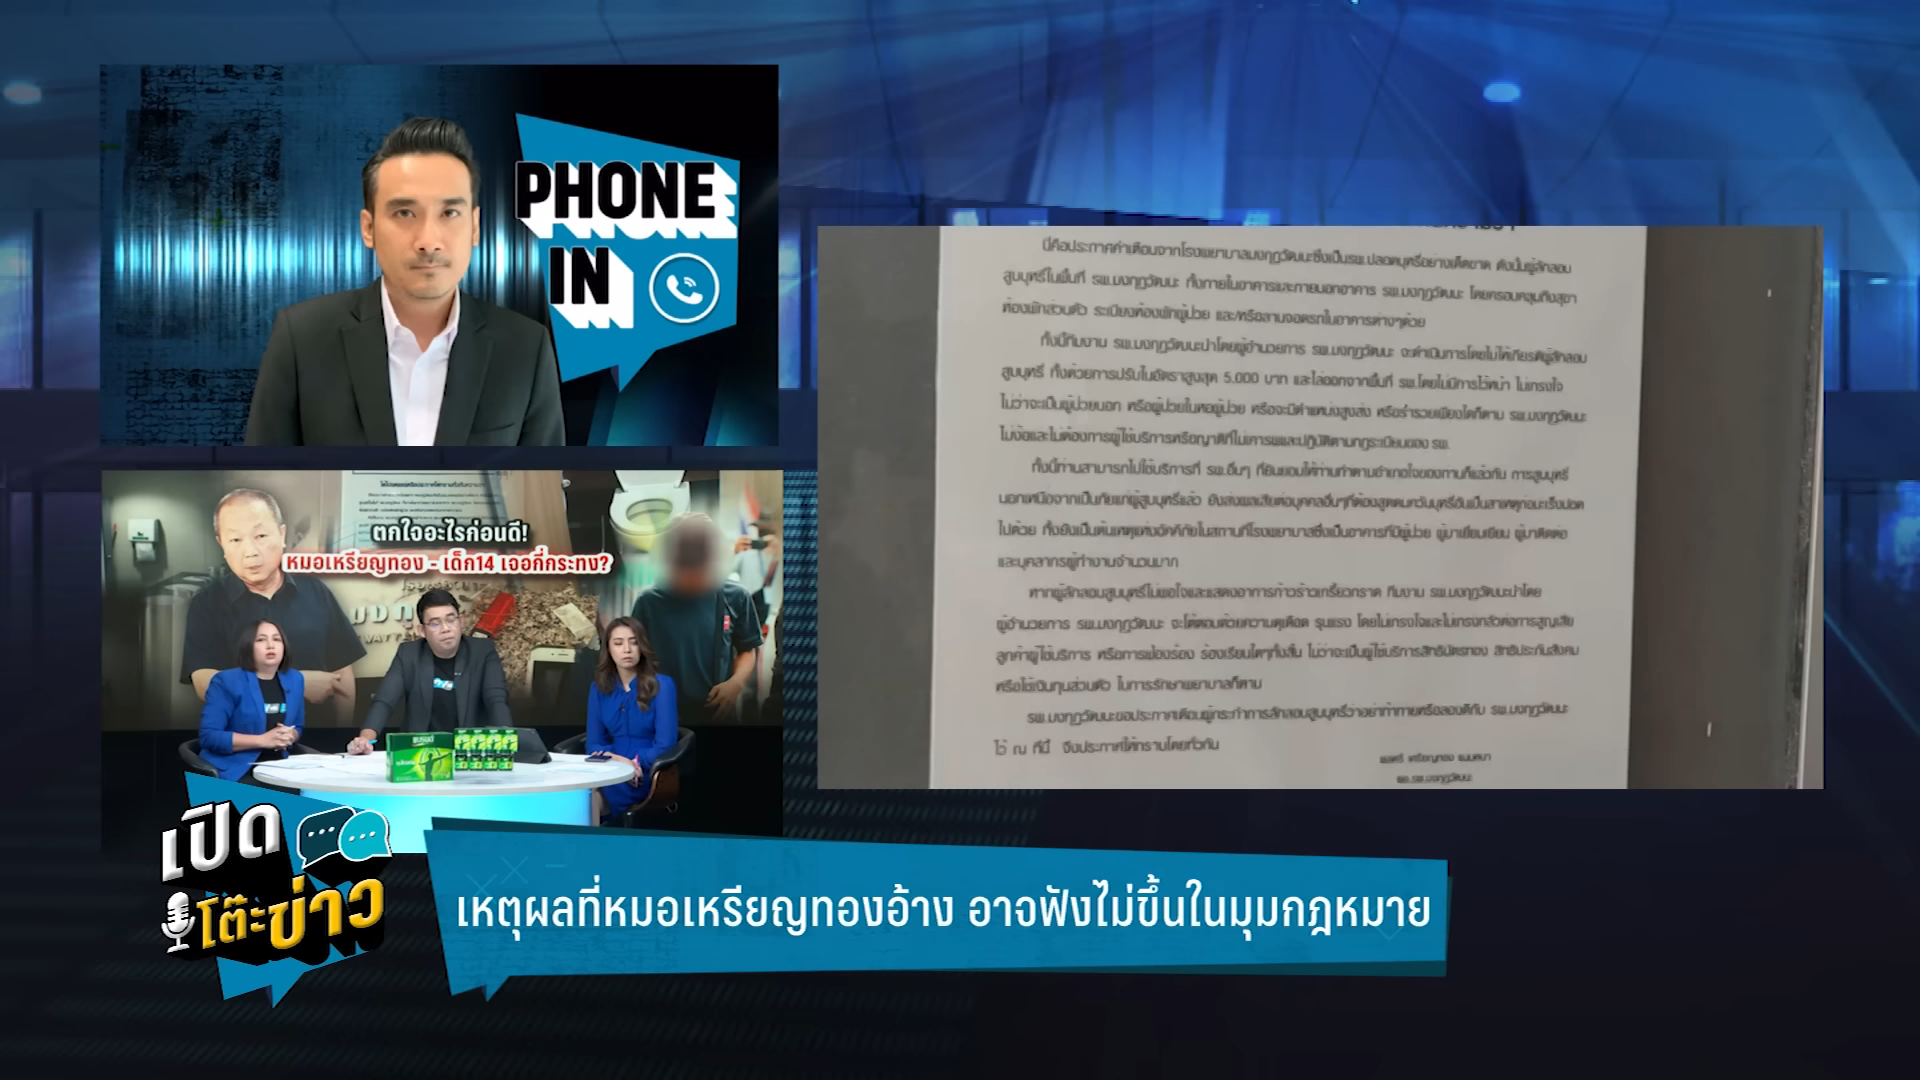 PHONE
IN
นี่คือประกาศคำเตือนจากโรงพยาบาลมงกุฎวัฒนะซึ่งเป็นรพ.ปลอดบุหรี่อย่างเด็ดขาด ดังนั้นผู้ลักลอบ
สูบบุหรี่ในพื้นที่ รพ.มงกุฎวัฒนะ ทั้งภายในอาคารและภายนอกอาคาร รพ.มงกุฎวัฒนะ โดยครอบคลุมถึงสุขา
ห้องพักส่วนตัว ระเบียงห้องพักผู้ป่วย และ/หรือลานจอดรถในอาคารต่างๆด้วย
ทั้งนี้ทีมงาน รพ.มงกุฎวัฒนะนำโดยผู้อำนวยการ รพ.มงกุฎวัฒนะ จะดำเนินการโดยไม่ให้เกียรติผู้ลักลอบ
สูบบุหรี่ ทั้งด้วยการปรับในอัตราสูงสุด 5,000 บาท และไล่ออกจากพื้นที่ รพ.โดยไม่มีการไว้หน้า ไม่เกรงใจ
ไม่ว่าจะเป็นผู้ป่วยนอก หรือผู้ป่วยในหอผู้ป่วย หรือจะมีตำแหน่งสูงส่ง หรือร่ำรวยเพียงใดก็ตาม รพ.มงกุฎวัฒนะ
ไม่ง้อและไม่ต้องการผู้ใช้บริการหรือญาติที่ไม่เคารพและปฏิบัติตามกฎระเบียบของ รพ.
ทั้งนี้ท่านสามารถไปใช้บริการที่ รพ.อื่นๆ ที่ยินยอมให้ท่านทำตามอำเภอใจของท่านก็แล้วกัน การสูบบุหรี่
นอกเหนือจากเป็นภัยแก่ผู้สูบบุหรี่แล้ว ยังส่งผลเสียต่อบุคคลอื่นๆที่ต้องสูดดมควันบุหรี่อันเป็นสาเหตุก่อมะเร็งปอด
ไปด้วย ทั้งยังเป็นต้นเหตุแห่งอัคคีภัยในสถานที่โรงพยาบาลซึ่งเป็นอาคารที่มีผู้ป่วย ผู้มาเยี่ยมเยียน ผู้มาติดต่อ
และบุคลากรผู้ทำงานจำนวนมาก
หากผู้ลักลอบสูบบุหรี่ไม่พอใจและแสดงอาการก้าวร้าวเกรี้ยวกราด ทีมงาน รพ.มงกุฎวัฒนะนำโดย
ผู้อำนวยการ รพ.มงกุฎวัฒนะ จะโต้ตอบด้วยความดุเดือด รุนแรง โดยไม่เกรงใจและไม่เกรงกลัวต่อการสูญเสีย
ลูกค้าผู้ใช้บริการ หรือการฟ้องร้อง ร้องเรียนใดๆทั้งสิ้น ไม่ว่าจะเป็นผู้ใช้บริการสิทธิบัตรทอง สิทธิประกันสังคม
หรือใช้เงินทุนส่วนตัว ในการรักษาพยาบาลก็ตาม
รพ.มงกุฎวัฒนะขอประกาศเตือนผู้กระทำการลักลอบสูบบุหรี่ว่าอย่าท้าทายหรือลองดีกับ รพ.มงกุฎวัฒนะ
ไว้ ณ ที่นี้ จึงประกาศให้ทราบโดยทั่วกัน
พลตรี เหรียญทอง แน่นหนา
ผอ.รพ.มงกุฎวัฒนะ
ตกใจอะไรก่อนดี!
หมอเหรียญทอง - เด็ก14 เจอกี่กระทง?
แบรนด์
เปิด
โต๊ะข่าว
เหตุผลที่หมอเหรียญทองอ้าง อาจฟังไม่ขึ้นในมุมกฎหมาย